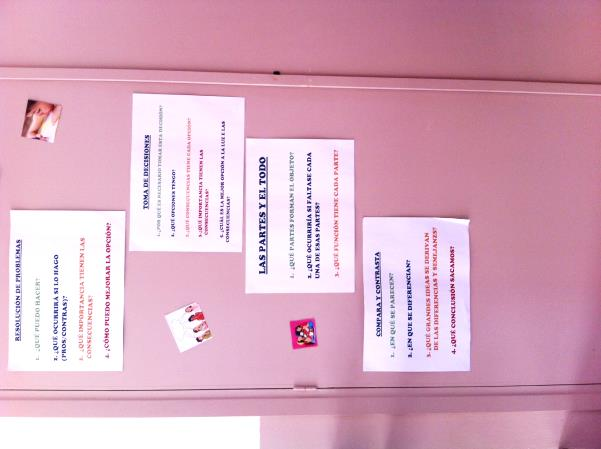 RESOLUCIÓN DE PROBLEMAS
1. ¿QUÉ PUEDO HACER?
2. ¿QUÉ OCURRIRÁ SI LO HAGO
(PROS/CONTRAS)?
3. ¿QUÉ IMPORTANCIA TIENEN LAS
CONSECUENCIAS?
4. ¿CÓMO PUEDO MEJORAR LA OPCIÓN?
TOMA DE DECISIONES
1. ¿POR QUÉ ES NECESARIO TOMAR ESTA DECISIÓN?
2. ¿QUÉ OPCIONES TENGO?
3. ¿QUÉ CONSECUENCIAS TIENE CADA OPCIÓN?
3. ¿QUÉ IMPORTANCIA TIENEN LAS
CONSECUENCIAS?
4. ¿CUÁL ES LA MEJOR OPCIÓN A LA LUZ E LAS
CONSECUENCIAS?
LAS PARTES Y EL TODO
1. ¿QUÉ PARTES FORMAN EL OBJETO?
2. ¿QUÉ OCURRIRÍA SI FALTASE CADA
UNA DE ESAS PARTES?
3. ¿QUÉ FUNCIÓN TIENE CADA PARTE?
COMPARA Y CONTRASTA
1. ¿EN QUÉ SE PARECEN?
2. ¿EN QUE SE DIFERENCIAN?
3. ¿QUÉ GRANDES IDEAS SE DERIVAN
DE LAS DIFERENCIAS Y SEMEJANZES?
4. ¿QUÉ CONCLUSIÓN SACAMOS?